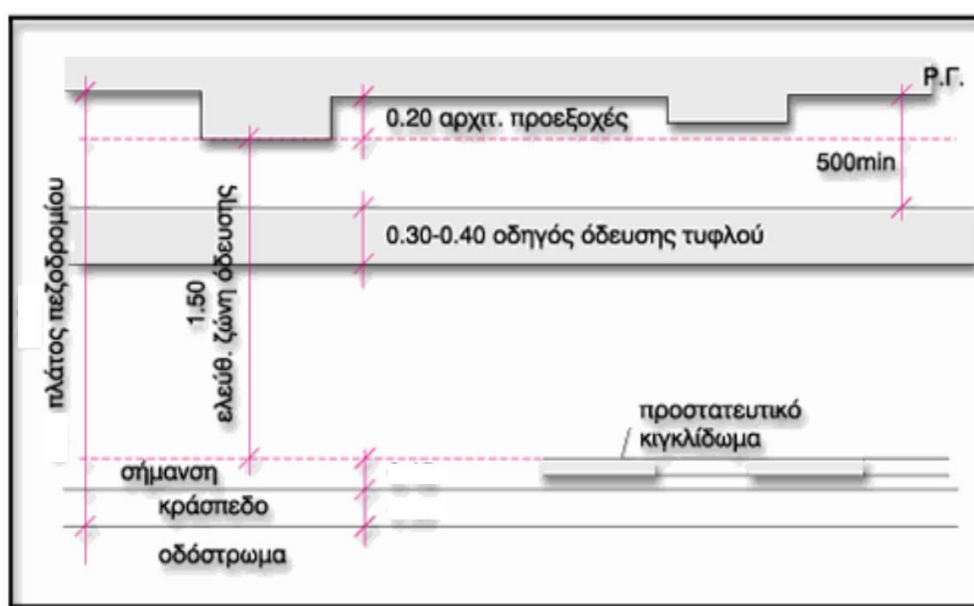 Ρ.Γ.
0.20 αρχιτ. προεξοχές
500min
0.30-0.40 οδηγός όδευσης τυφλού
πλάτος πεζοδρομίου
1.50
ελεύθ. ζώνη όδευσης
προστατευτικό
κιγκλίδωμα
σήμανση
κράσπεδο
οδόστρωμα